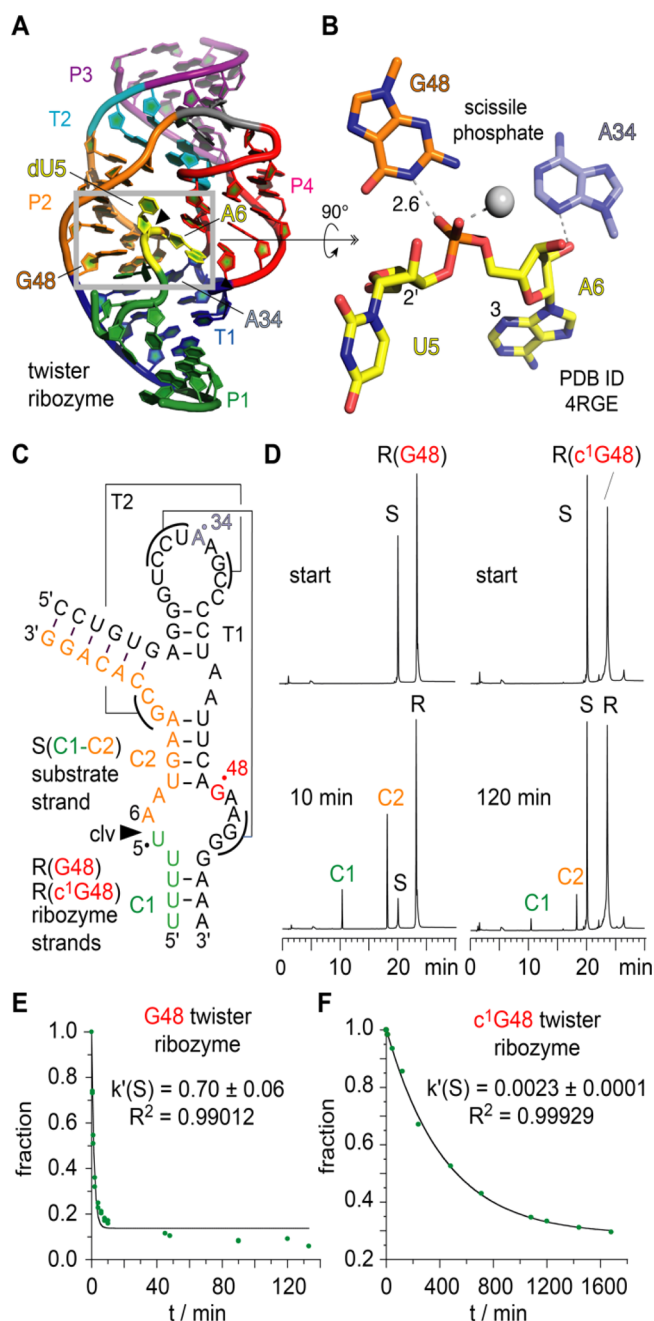 A
P3
T2
dU5
P2
P4
A6
G48
A34
T1
twister
ribozyme
P1
90°
B
G48
scissile
phosphate
A34
2.6
2'
3
A6
U5
PDB ID
4RGE
C
T2
C C U A 34
U A
G G C
G C
G C
5' C C U G U G A
T1
3' G G A C A C C G
A U
A A
A U
A U
G C
A A
G 48
A A
G G
G
6
5
U U U U
A A A
5' 3'
S(C1-C2)
substrate
strand
C2
clv
R(G48)
R(c¹G48)
ribozyme
strands
C1
D
R(G48)
S
start
R(c¹G48)
S
start
R
10 min
C2
C1
S
S R
120 min
C2
C1
0 10 20 min
0 10 20 min
E
G48 twister
ribozyme
k'(S) = 0.70 ± 0.06
R² = 0.99012
fraction
1.0
0.8
0.6
0.4
0.2
0.0
0 40 80 120
t / min
F
c¹G48 twister
ribozyme
k'(S) = 0.0023 ± 0.0001
R² = 0.99929
fraction
1.0
0.8
0.6
0.4
0.2
0 400 800 1200 1600
t / min